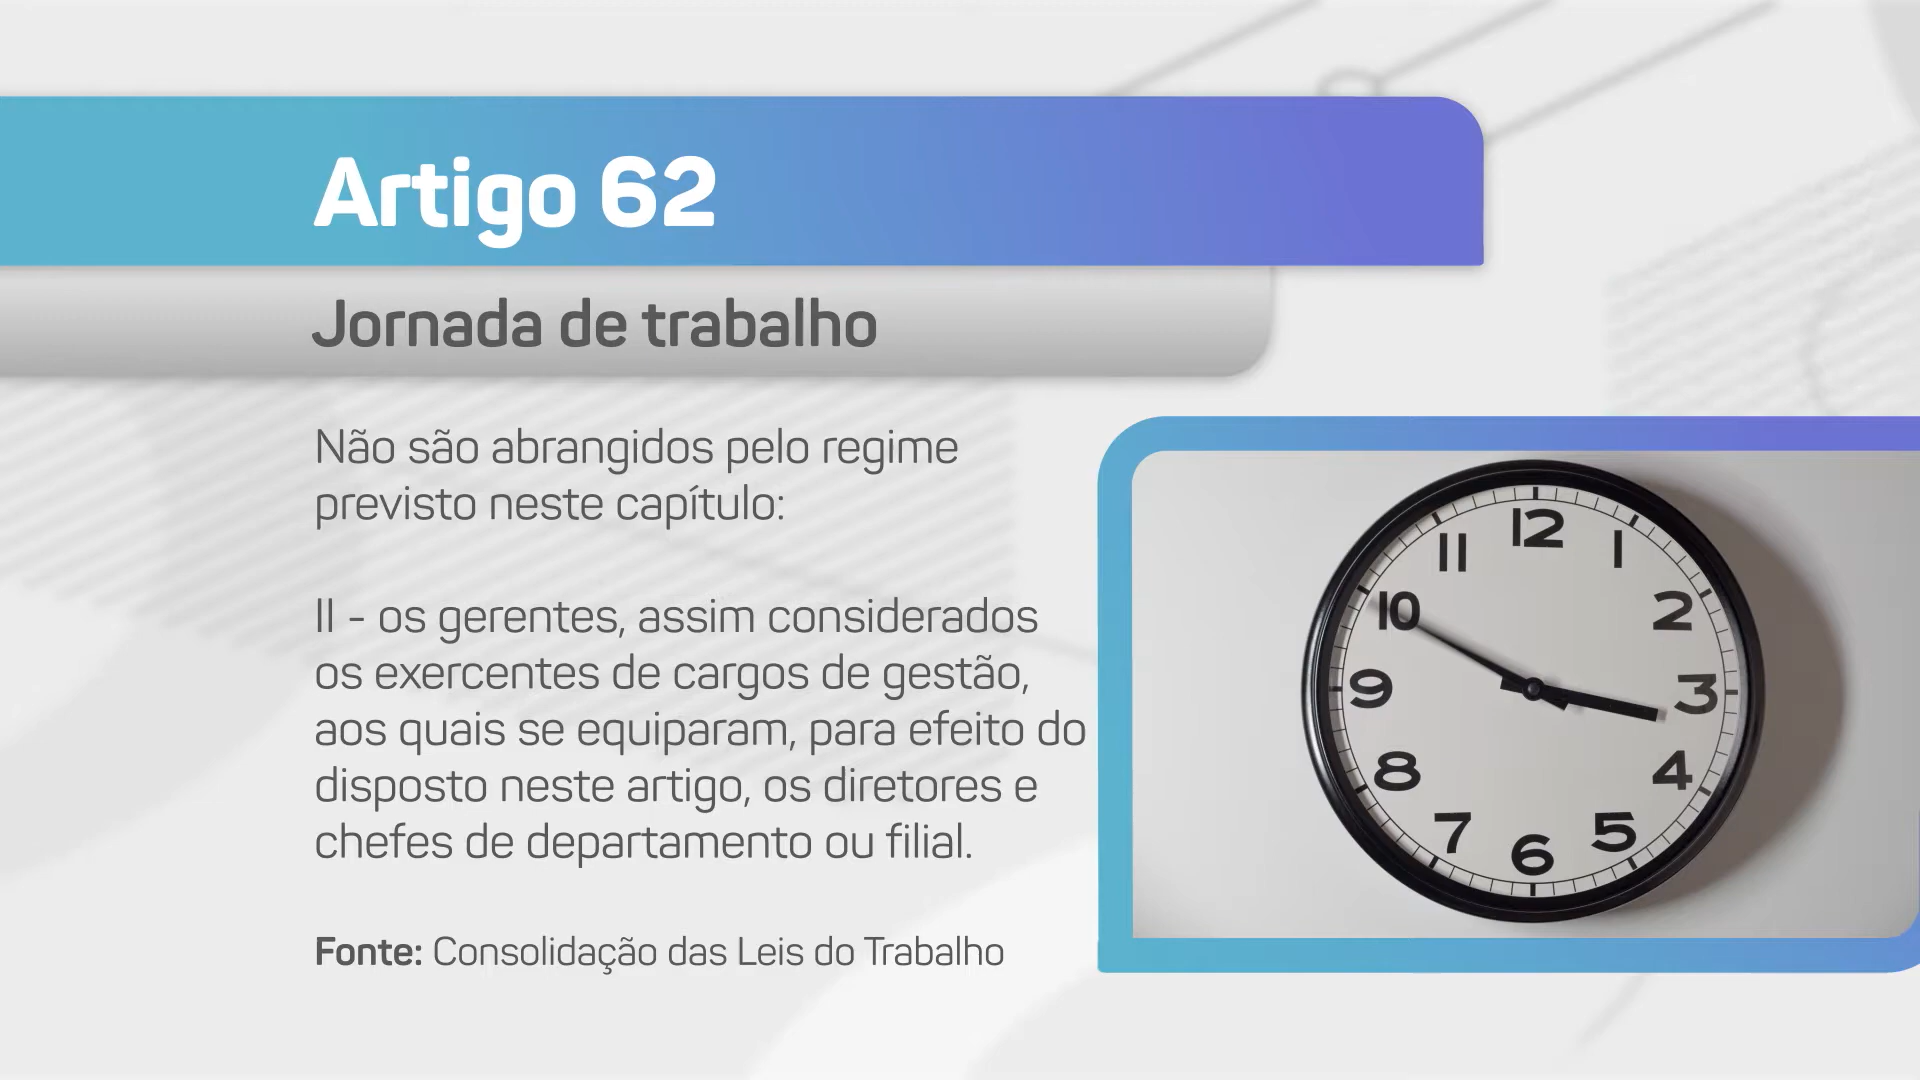 Artigo 62
Jornada de trabalho
Não são abrangidos pelo regime
previsto neste capítulo:
II - os gerentes, assim considerados
os exercentes de cargos de gestão,
aos quais se equiparam, para efeito do
disposto neste artigo, os diretores e
chefes de departamento ou filial.
Fonte: Consolidação das Leis do Trabalho
12
1
2
3
4
5
6
7
8
9
10
11